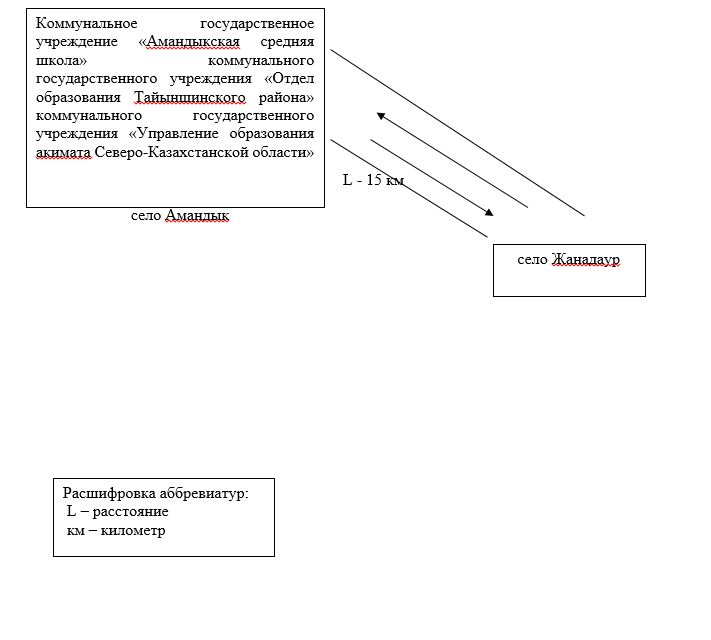 Коммунальное государственное
учреждение «Амандыкская средняя
школа» коммунального
государственного учреждения «Отдел
образования Тайыншинского района»
коммунального государственного
учреждения «Управление образования
акимата Северо-Казахстанской области»
L - 15 км
село Амандык
село Жанадаур
Расшифровка аббревиатур:
L – расстояние
км – километр